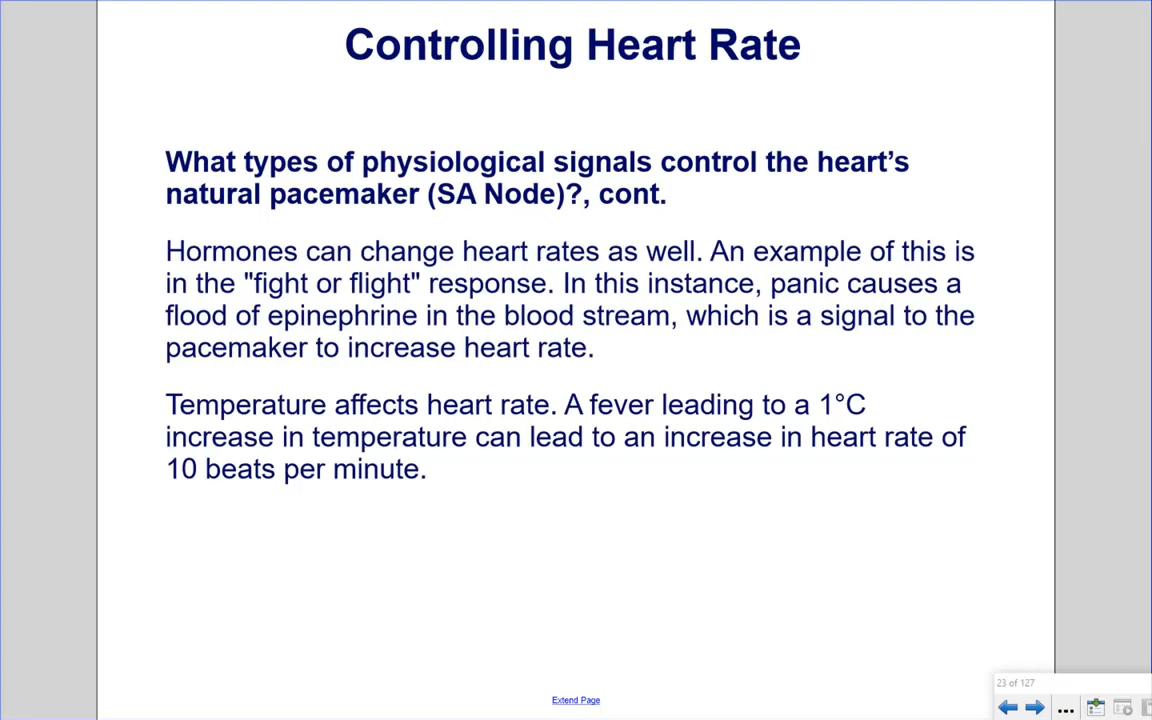 Controlling Heart Rate
What types of physiological signals control the heart’s
natural pacemaker (SA Node)?, cont.
Hormones can change heart rates as well. An example of this is
in the "fight or flight" response. In this instance, panic causes a
flood of epinephrine in the blood stream, which is a signal to the
pacemaker to increase heart rate.
Temperature affects heart rate. A fever leading to a 1°C
increase in temperature can lead to an increase in heart rate of
10 beats per minute.
23 of 127
Extend Page